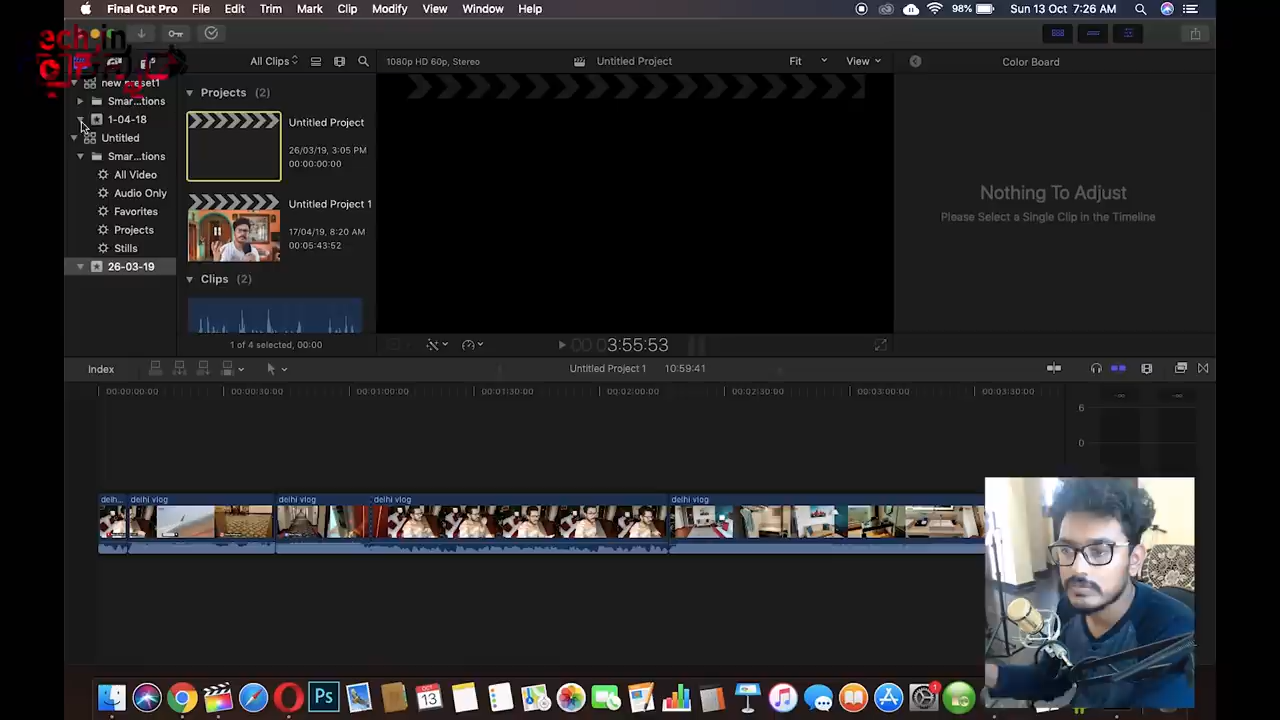 Final Cut Pro File Edit Trim Mark Clip Modify View Window Help 98% Sun 13 Oct 7:26 AM
All Clips 1080p HD 60p, Stereo Untitled Project Fit View Color Board
new preset1
Smar...tions
1-04-18
Untitled
Smar...tions
All Video
Audio Only
Favorites
Projects
Stills
26-03-19
Projects (2)
Untitled Project
26/03/19, 3:05 PM
00:00:00:00
Untitled Project 1
17/04/19, 8:20 AM
00:05:43:52
Clips (2)
1 of 4 selected, 00:00
3:55:53
Nothing To Adjust
Please Select a Single Clip in the Timeline
Index Untitled Project 1 10:59:41
00:00:00:00 00:00:30:00 00:01:00:00 00:01:30:00 00:02:00:00 00:02:30:00 00:03:00:00 00:03:30:00
6
0
delh... delhi vlog delhi vlog delhi vlog delhi vlog
Ps
OCT
13
1